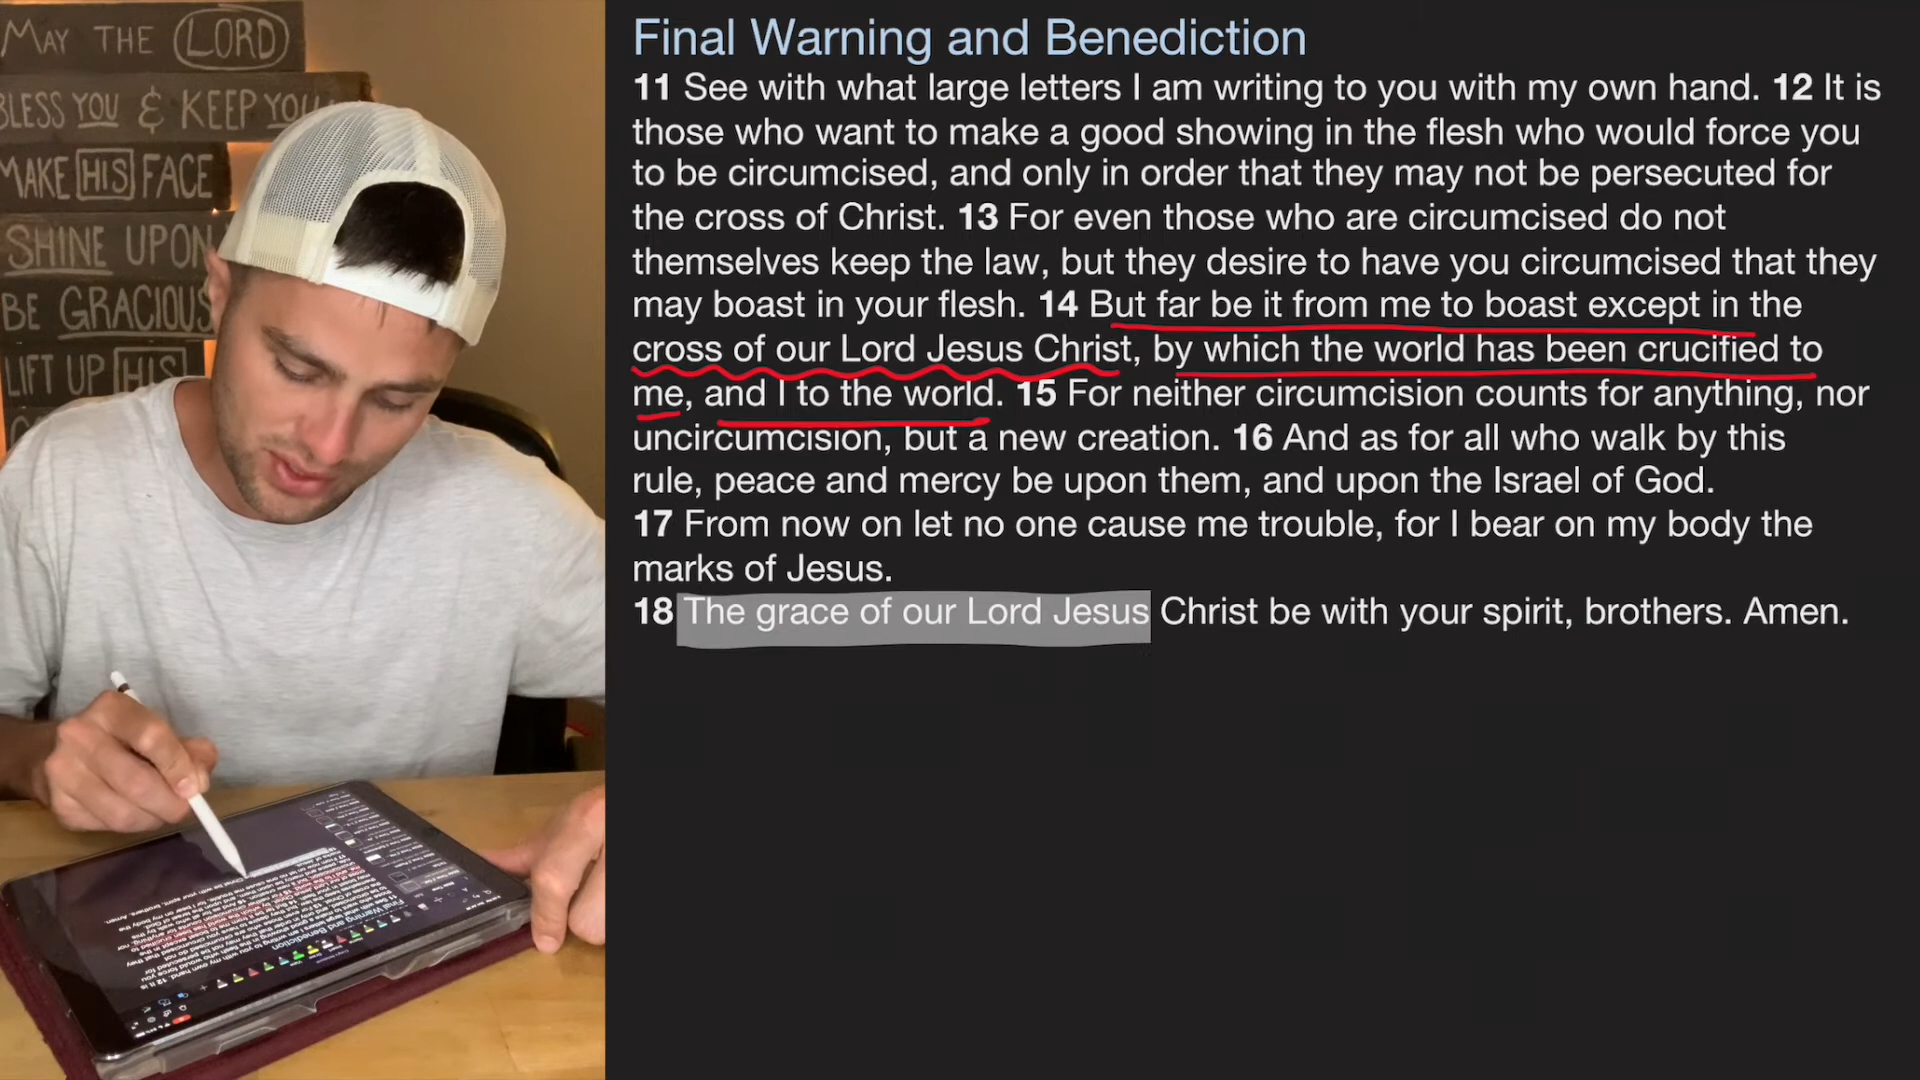 MAY THE LORD
BLESS YOU & KEEP YOU
MAKE HIS FACE
SHINE UPON
BE GRACIOUS
LIFT UP HIS
Final Warning and Benediction
11 See with what large letters I am writing to you with my own hand. 12 It is
those who want to make a good showing in the flesh who would force you
to be circumcised, and only in order that they may not be persecuted for
the cross of Christ. 13 For even those who are circumcised do not
themselves keep the law, but they desire to have you circumcised that they
may boast in your flesh. 14 But far be it from me to boast except in the
cross of our Lord Jesus Christ, by which the world has been crucified to
me, and I to the world. 15 For neither circumcision counts for anything, nor
uncircumcision, but a new creation. 16 And as for all who walk by this
rule, peace and mercy be upon them, and upon the Israel of God.
17 From now on let no one cause me trouble, for I bear on my body the
marks of Jesus.
18 The grace of our Lord Jesus Christ be with your spirit, brothers. Amen.